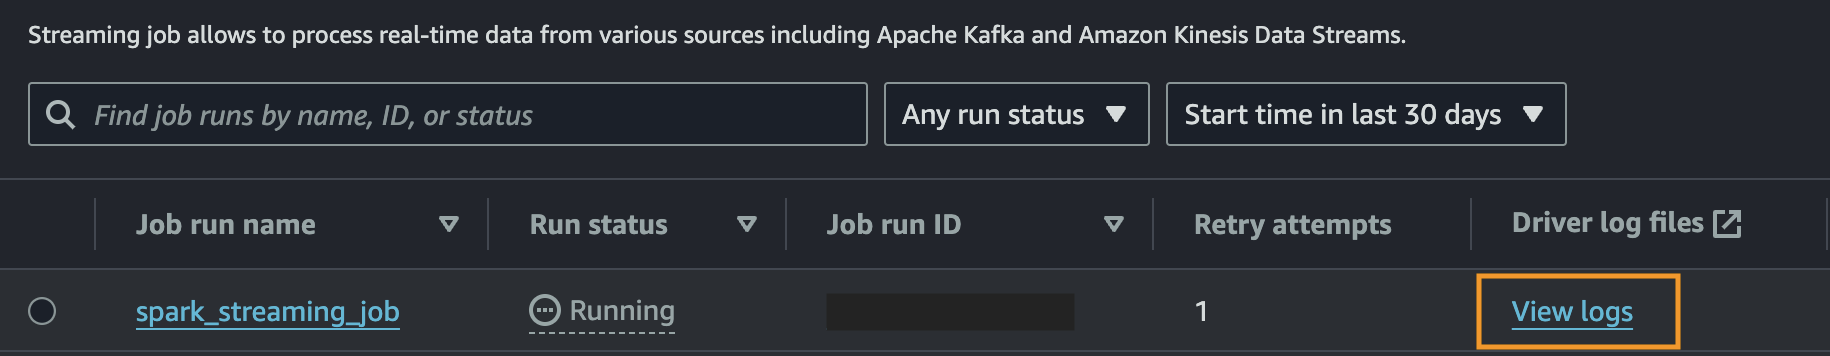 Streaming job allows to process real-time data from various sources including Apache Kafka and Amazon Kinesis Data Streams.
Find job runs by name, ID, or status
Any run status
Start time in last 30 days
Job run name
Run status
Job run ID
Retry attempts
Driver log files
spark_streaming_job
Running
1
View logs